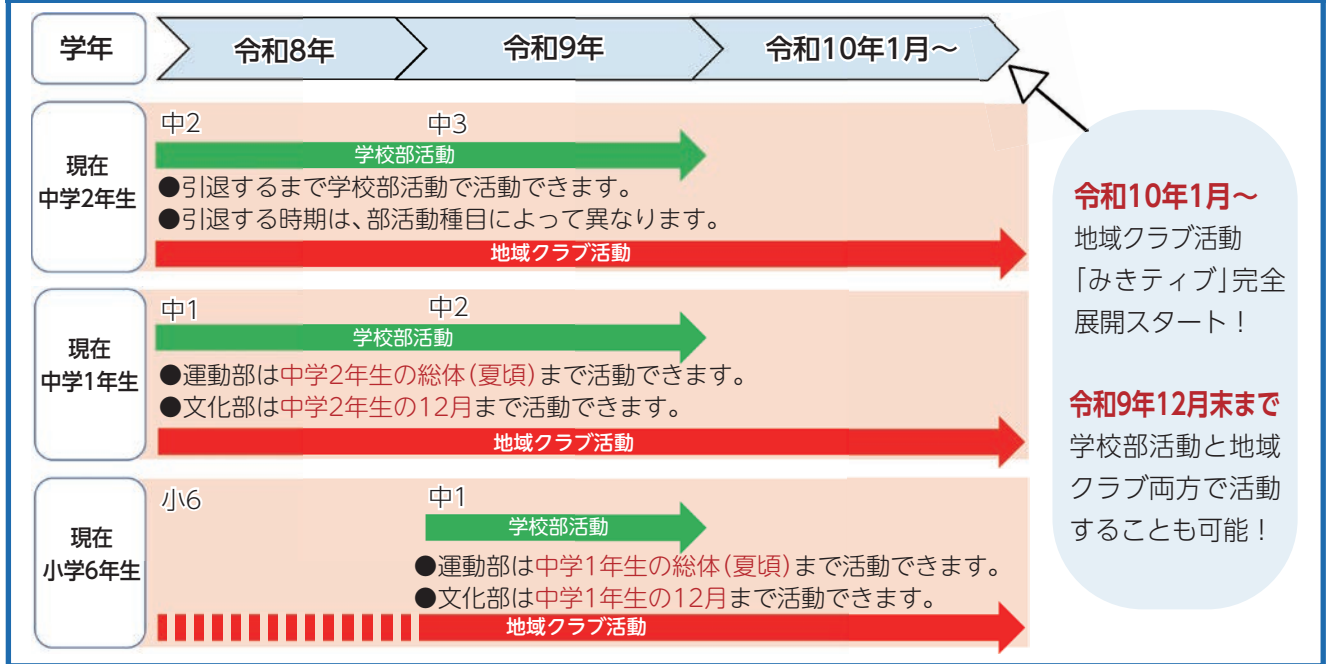 学年
令和8年
令和9年
令和10年1月～
現在
中学2年生
中2
中3
学校部活動
●引退するまで学校部活動で活動できます。
●引退する時期は、部活動種目によって異なります。
地域クラブ活動
現在
中学1年生
中1
中2
学校部活動
●運動部は中学2年生の総体(夏頃)まで活動できます。
●文化部は中学2年生の12月まで活動できます。
地域クラブ活動
現在
小学6年生
小6
中1
学校部活動
●運動部は中学1年生の総体(夏頃)まで活動できます。
●文化部は中学1年生の12月まで活動できます。
地域クラブ活動
令和10年1月～
地域クラブ活動
「みきティブ」完全
展開スタート！
令和9年12月末まで
学校部活動と地域
クラブ両方で活動
することも可能！